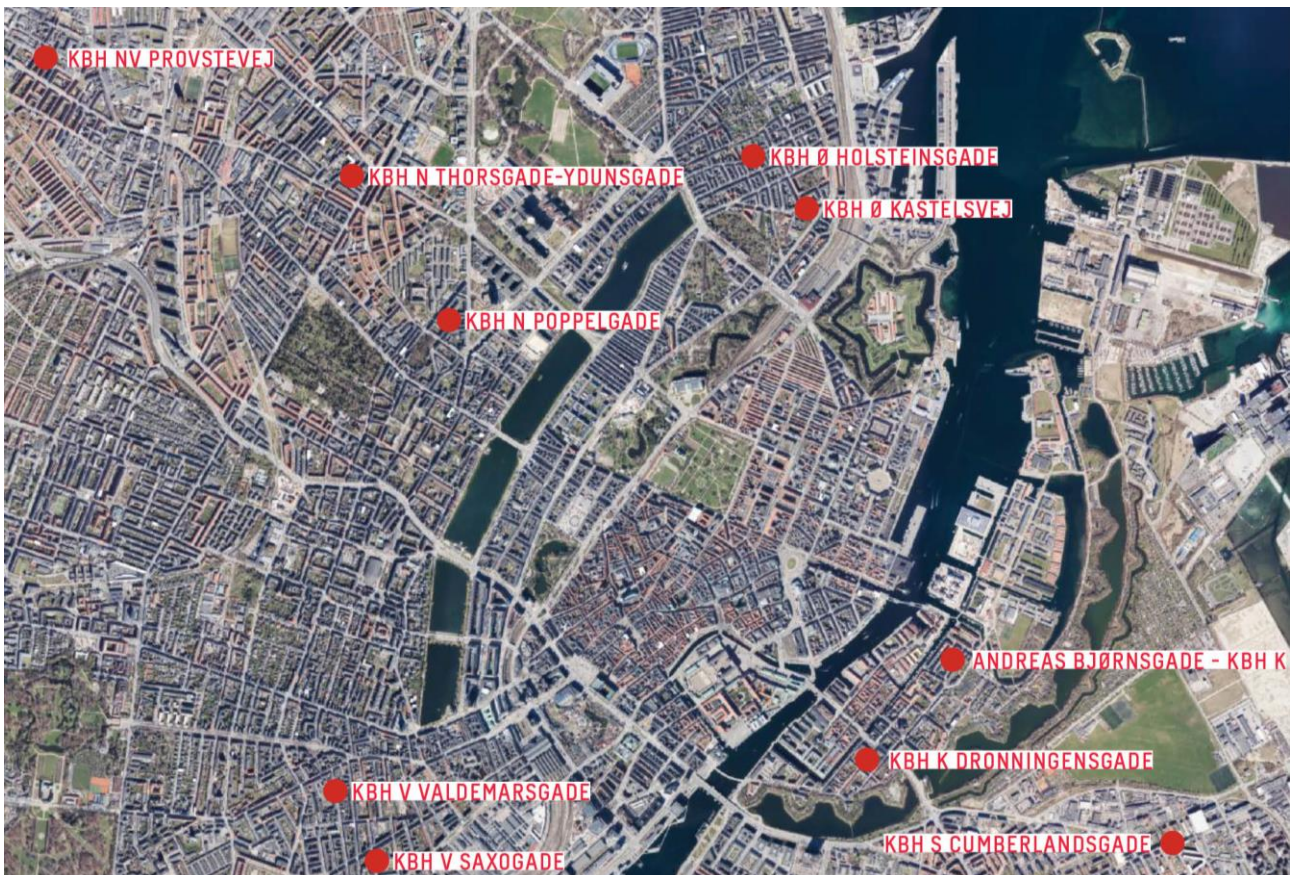 KBH NV PROVSTEVEJ
KBH Ø HOLSTEINSGADE
KBH N THORSGADE-YDUNSGADE
KBH Ø KASTELSVEJ
KBH N POPPELGADE
ANDREAS BJØRNSGADE - KBH K
KBH K DRONNINGENSGADE
KBH V VALDEMARSGADE
KBH S CUMBERLANDSGADE
KBH V SAXOGADE